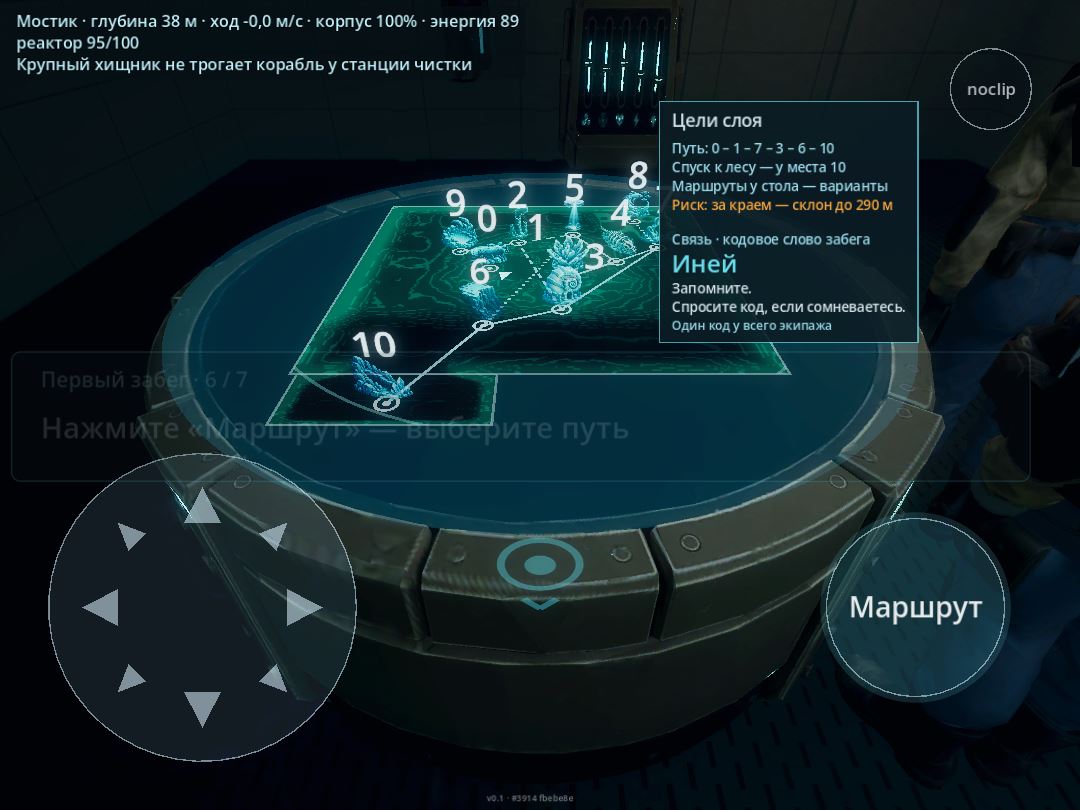 Мостик · глубина 38 м · ход -0,0 м/с · корпус 100% · энергия 89
реактор 95/100
Крупный хищник не трогает корабль у станции чистки
noclip
Цели слоя
Путь: 0 – 1 – 7 – 3 – 6 – 10
Спуск к лесу — у места 10
Маршруты у стола — варианты
Риск: за краем — склон до 290 м
Связь · кодовое слово забега
Иней
Запомните.
Спросите код, если сомневаетесь.
Один код у всего экипажа
8
5
2
9
0
1
4
3
6
10
Первый забег · 6 / 7
Нажмите «Маршрут» — выберите путь
Маршрут
v0.1 · #3914 fbebe8e